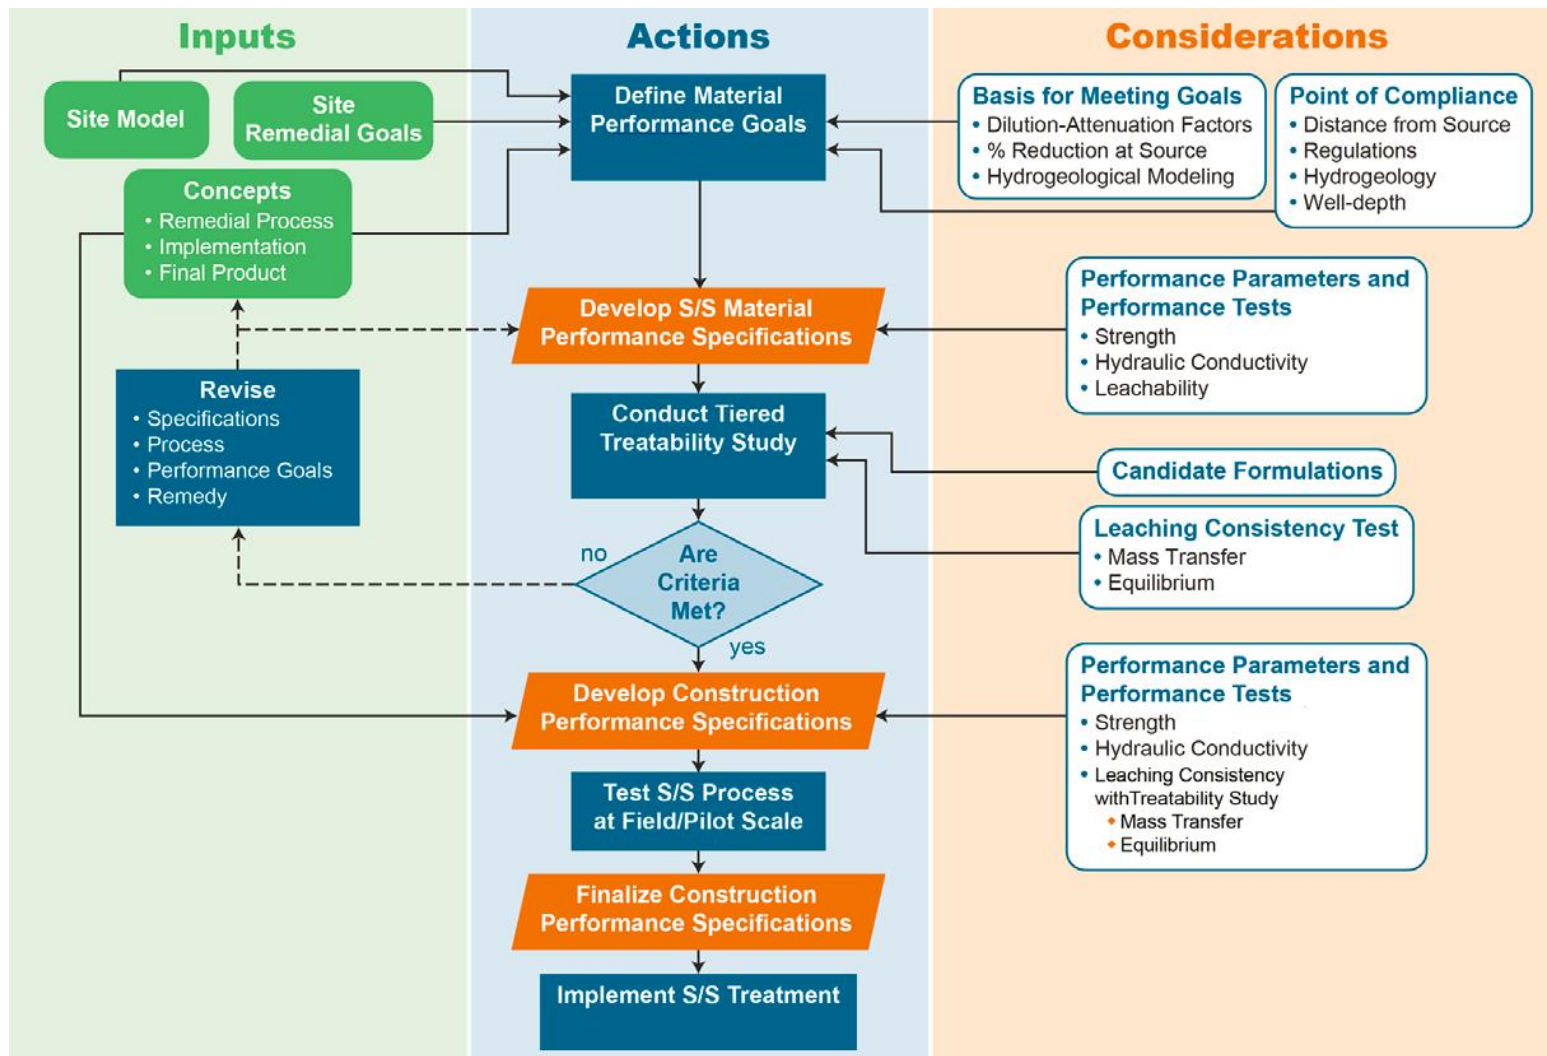 Inputs
Actions
Considerations
Site Model
Site
Remedial Goals
Concepts
• Remedial Process
• Implementation
• Final Product
Revise
• Specifications
• Process
• Performance Goals
• Remedy
Define Material
Performance Goals
Develop S/S Material
Performance Specifications
Conduct Tiered
Treatability Study
no
Are
Criteria
Met?
yes
Develop Construction
Performance Specifications
Test S/S Process
at Field/Pilot Scale
Finalize Construction
Performance Specifications
Implement S/S Treatment
Basis for Meeting Goals
• Dilution-Attenuation Factors
• % Reduction at Source
• Hydrogeological Modeling
Point of Compliance
• Distance from Source
• Regulations
• Hydrogeology
• Well-depth
Performance Parameters and
Performance Tests
• Strength
• Hydraulic Conductivity
• Leachability
Candidate Formulations
Leaching Consistency Test
• Mass Transfer
• Equilibrium
Performance Parameters and
Performance Tests
• Strength
• Hydraulic Conductivity
• Leaching Consistency
withTreatability Study
◆ Mass Transfer
◆ Equilibrium